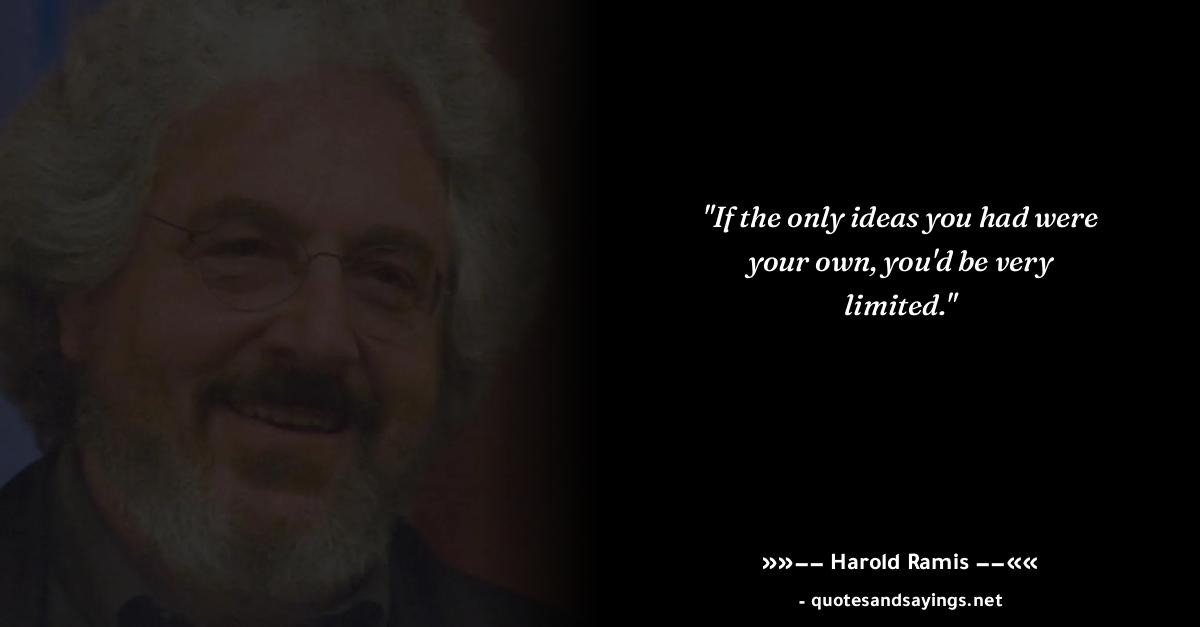 "If the only ideas you had were
your own, you'd be very
limited."
»»−− Harold Ramis −−««
- quotesandsayings.net